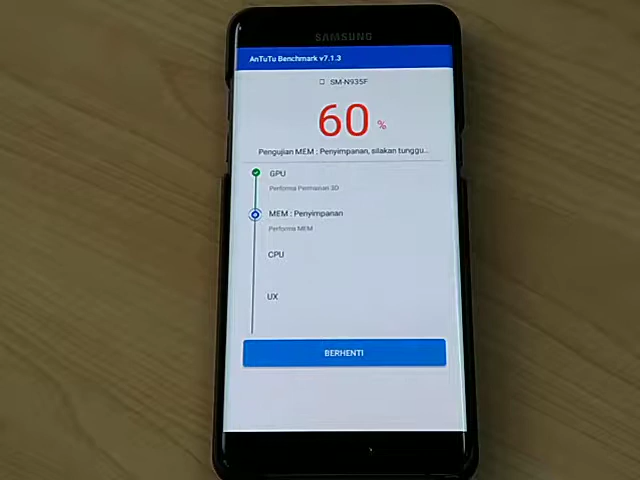 SAMSUNG
AnTuTu Benchmark v7.1.3
SM-N935F
60 %
Pengujian MEM : Penyimpanan, silakan tunggu...
GPU
Performa Permainan 3D
MEM : Penyimpanan
Performa MEM
CPU
UX
BERHENTI